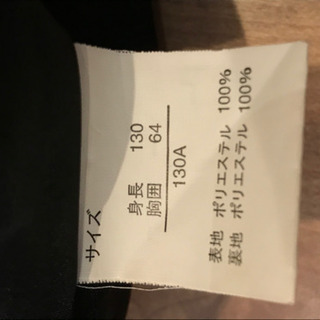 サイズ
身長 130
胸囲 64
130A
表地 ポリエステル 100%
裏地 ポリエステル 100%